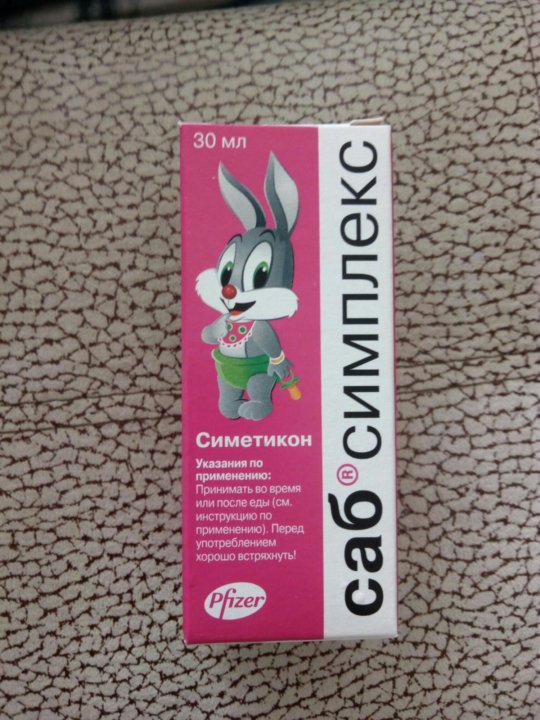 30 мл
Симетикон
Указания по
применению:
Принимать во время
или после еды (см.
инструкцию по
применению). Перед
употреблением
хорошо встряхнуть!
Pfizer
саб® симплекс